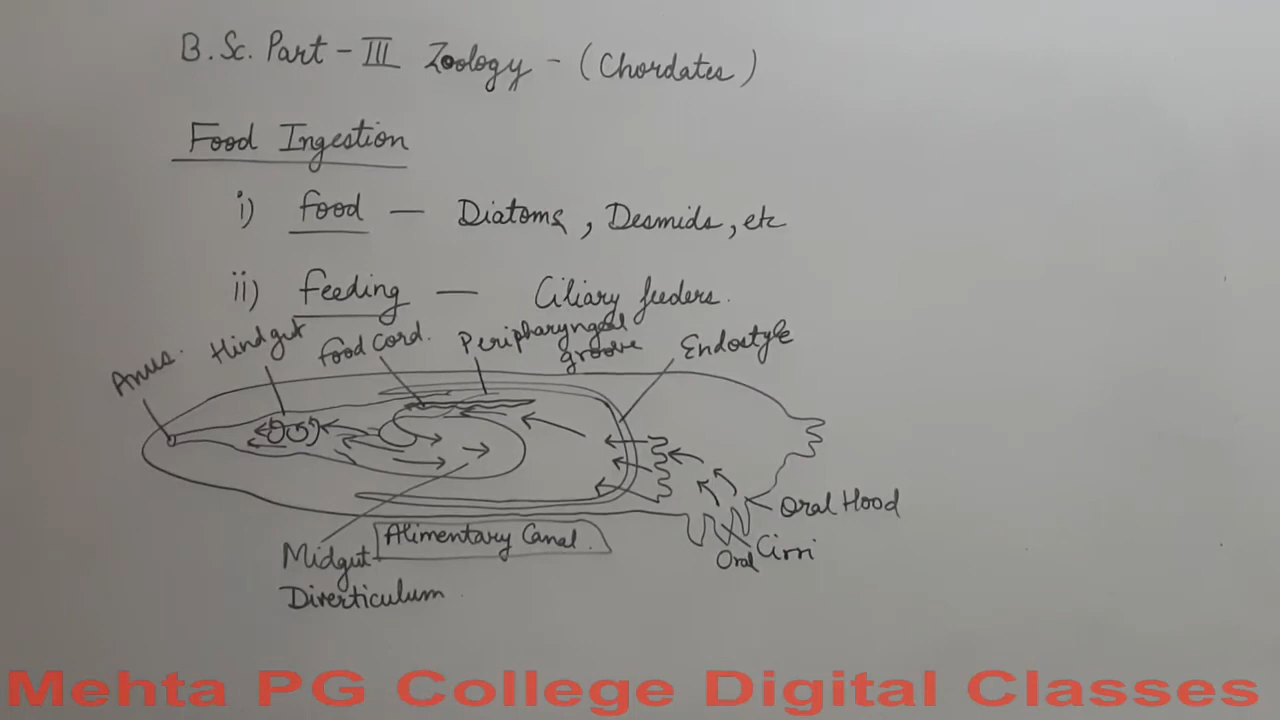 B.Sc. Part - III Zoology - (Chordates)
Food Ingestion
i) Food — Diatoms, Desmids, etc
ii) Feeding — Ciliary feeders.
Anus.
Hindgut
Food Cord.
Peripharyngeal
groove
Endostyle
Oral Hood
Oral Cirri
Alimentary Canal.
Midgut
Diverticulum
Mehta PG College Digital Classes